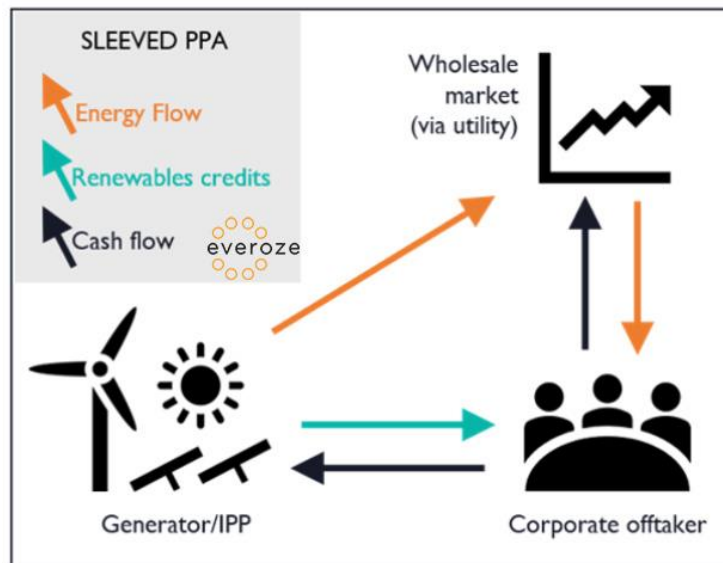 SLEEVED PPA
Energy Flow
Renewables credits
Cash flow
everoze
Wholesale
market
(via utility)
Generator/IPP
Corporate offtaker